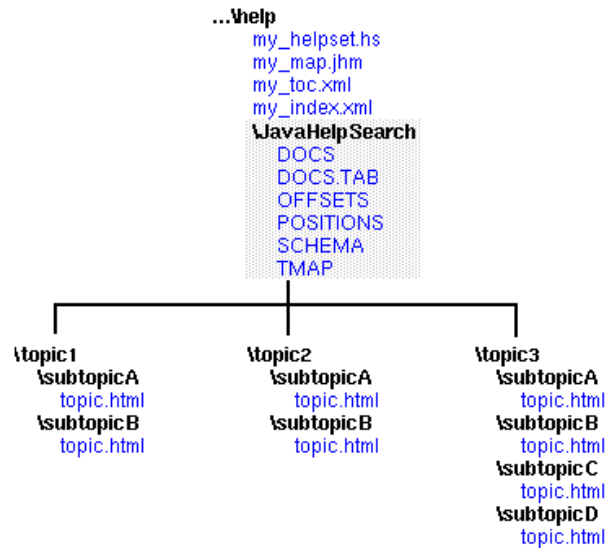 ...\help
my_helpset.hs
my_map.jhm
my_toc.xml
my_index.xml
\JavaHelpSearch
DOCS
DOCS.TAB
OFFSETS
POSITIONS
SCHEMA
TMAP
\topic1
\subtopicA
topic.html
\subtopicB
topic.html
\topic2
\subtopicA
topic.html
\subtopicB
topic.html
\topic3
\subtopicA
topic.html
\subtopicB
topic.html
\subtopicC
topic.html
\subtopicD
topic.html